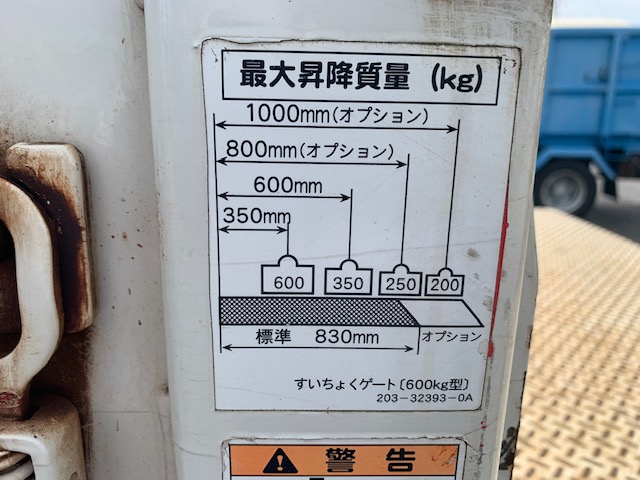 最大昇降質量 (kg)
1000mm(オプション)
800mm(オプション)
600mm
350mm
600 350 250 200
標準 830mm オプション
すいちょくゲート〔600kg型〕
203-32393-0A
警告